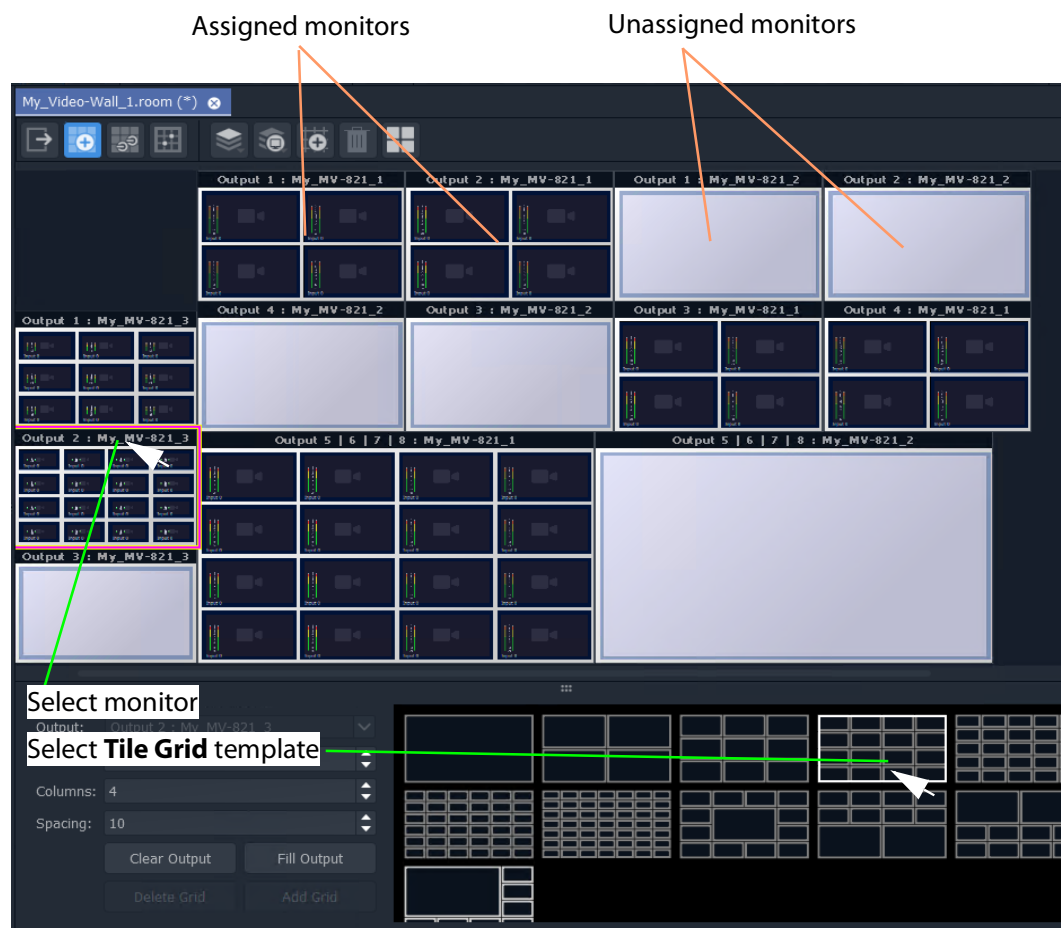 Assigned monitors
Unassigned monitors
My_Video-Wall_1.room (*)
Output 1 : My_MV-821_1
Output 2 : My_MV-821_1
Output 1 : My_MV-821_2
Output 2 : My_MV-821_2
Output 4 : My_MV-821_2
Output 3 : My_MV-821_2
Output 3 : My_MV-821_1
Output 4 : My_MV-821_1
Output 1 : My_MV-821_3
Output 2 : My_MV-821_3
Output 5 | 6 | 7 | 8 : My_MV-821_1
Output 5 | 6 | 7 | 8 : My_MV-821_2
Output 3 : My_MV-821_3
Select monitor
Output: Output 2 : My_MV-821_3
Select Tile Grid template
Columns: 4
Spacing: 10
Clear Output
Fill Output
Delete Grid
Add Grid